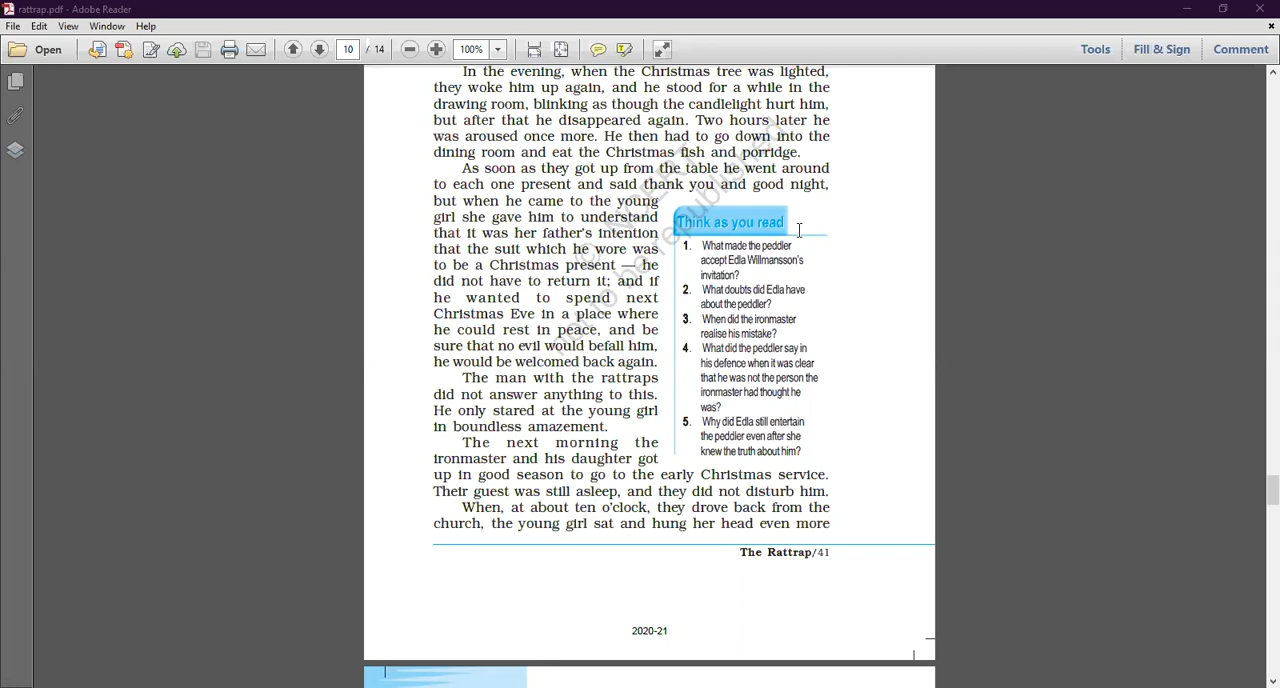 rattrap.pdf - Adobe Reader
File Edit View Window Help
Open 10 / 14 100% Tools Fill & Sign Comment
In the evening, when the Christmas tree was lighted,
they woke him up again, and he stood for a while in the
drawing room, blinking as though the candlelight hurt him,
but after that he disappeared again. Two hours later he
was aroused once more. He then had to go down into the
dining room and eat the Christmas fish and porridge.
As soon as they got up from the table he went around
to each one present and said thank you and good night,
but when he came to the young
girl she gave him to understand
that it was her father's intention
that the suit which he wore was
to be a Christmas present — he
did not have to return it; and if
he wanted to spend next
Christmas Eve in a place where
he could rest in peace, and be
sure that no evil would befall him,
he would be welcomed back again.
The man with the rattraps
did not answer anything to this.
He only stared at the young girl
in boundless amazement.
The next morning the
ironmaster and his daughter got
up in good season to go to the early Christmas service.
Their guest was still asleep, and they did not disturb him.
When, at about ten o'clock, they drove back from the
church, the young girl sat and hung her head even more
Think as you read
1. What made the peddler
accept Edla Willmansson's
invitation?
2. What doubts did Edla have
about the peddler?
3. When did the ironmaster
realise his mistake?
4. What did the peddler say in
his defence when it was clear
that he was not the person the
ironmaster had thought he
was?
5. Why did Edla still entertain
the peddler even after she
knew the truth about him?
© NCERT
not to be republished
The Rattrap/41
2020-21